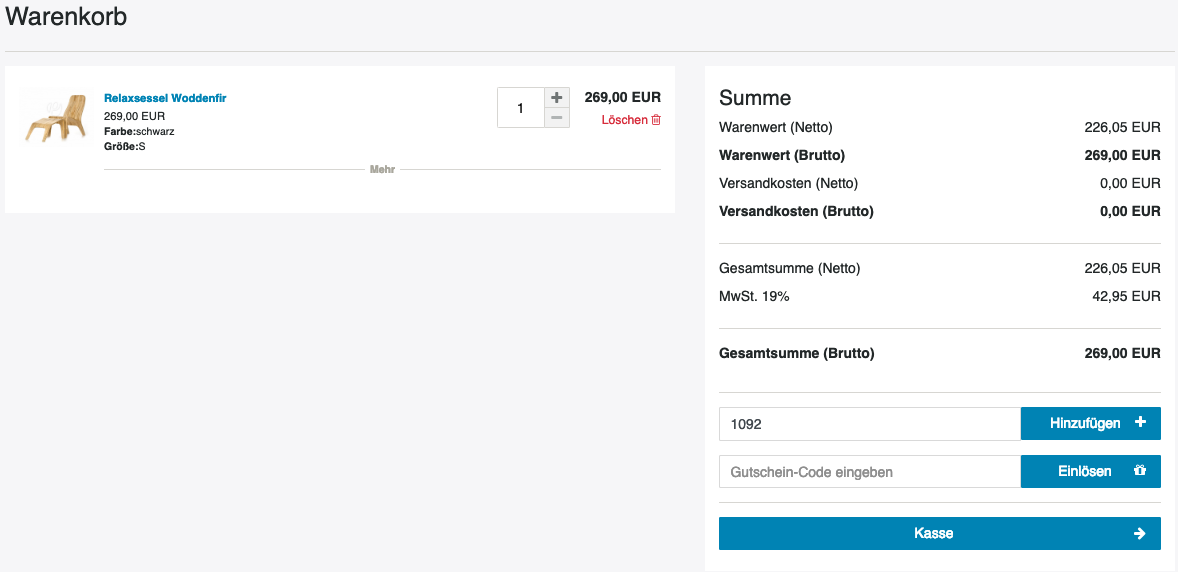 Warenkorb
Relaxsessel Woddenfir
269,00 EUR
Farbe:schwarz
Größe:S
1
269,00 EUR
Löschen
Mehr
Summe
Warenwert (Netto) 226,05 EUR
Warenwert (Brutto) 269,00 EUR
Versandkosten (Netto) 0,00 EUR
Versandkosten (Brutto) 0,00 EUR
Gesamtsumme (Netto) 226,05 EUR
MwSt. 19% 42,95 EUR
Gesamtsumme (Brutto) 269,00 EUR
1092 Hinzufügen
Gutschein-Code eingeben Einlösen
Kasse